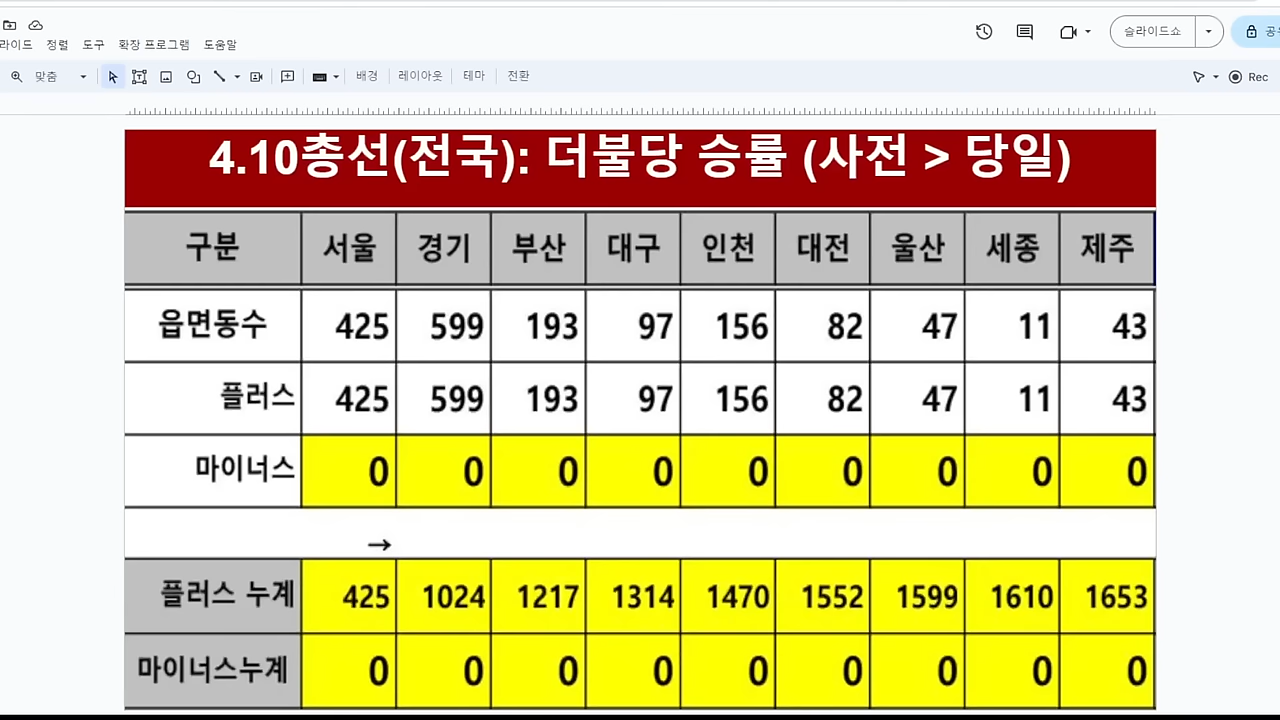 슬라이드쇼
라이드 정렬 도구 확장 프로그램 도움말
맞춤 배경 레이아웃 테마 전환 Rec
4.10총선(전국): 더불당 승률 (사전 > 당일)
구분 서울 경기 부산 대구 인천 대전 울산 세종 제주
읍면동수 425 599 193 97 156 82 47 11 43
플러스 425 599 193 97 156 82 47 11 43
마이너스 0 0 0 0 0 0 0 0 0
→
플러스 누계 425 1024 1217 1314 1470 1552 1599 1610 1653
마이너스누계 0 0 0 0 0 0 0 0 0